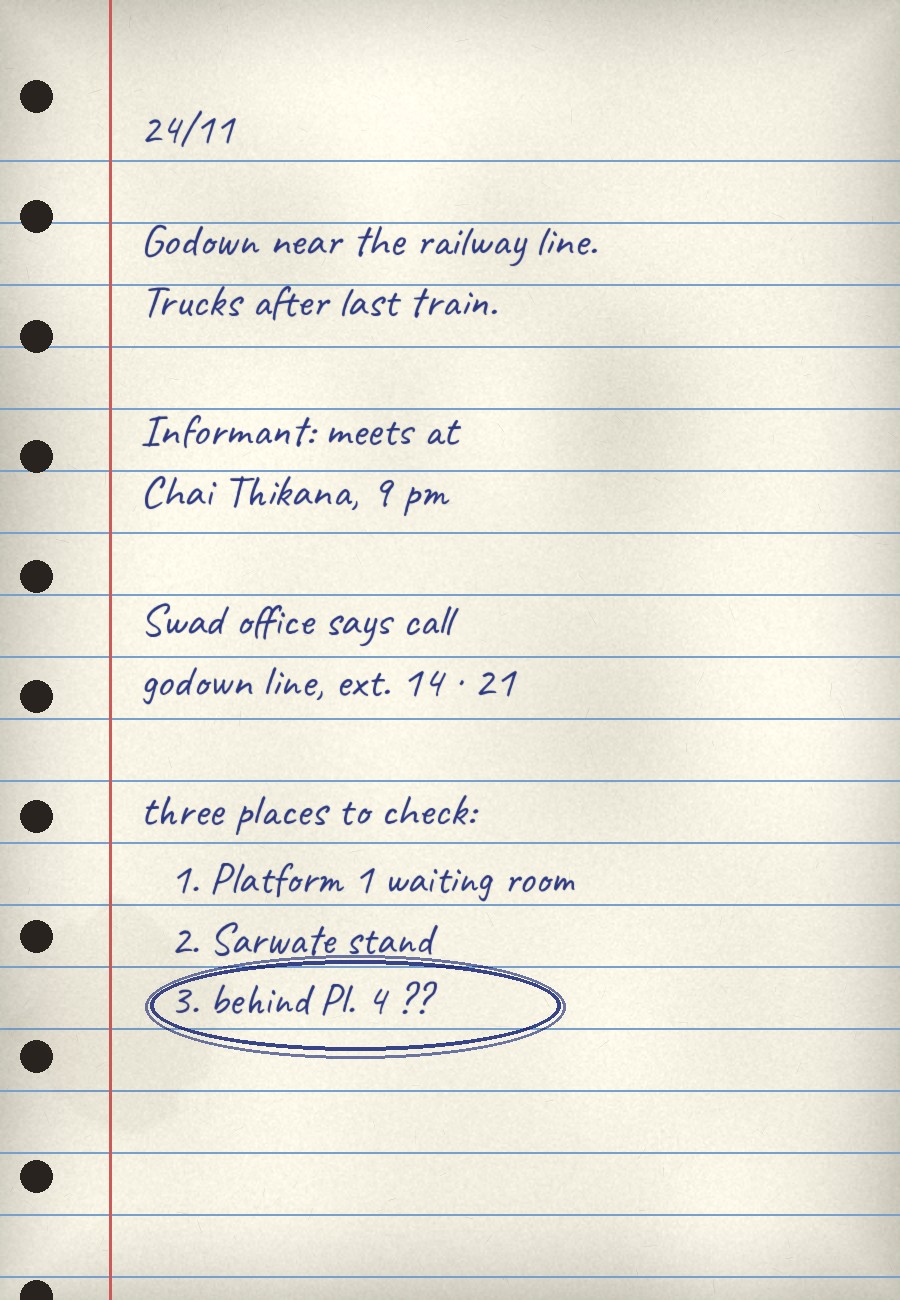 24/11
Godown near the railway line.
Trucks after last train.
Informant: meets at
Chai Thikana, 9 pm
Swad office says call
godown line, ext. 14 · 21
three places to check:
1. Platform 1 waiting room
2. Sarwate stand
3. behind Pl. 4 ??